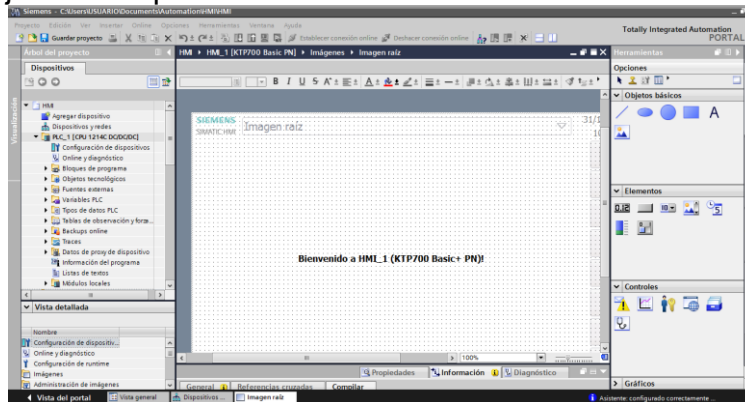 Siemens - C:\Users\USUARIO\Documents\Automation\HMI\HMI
Proyecto Edición Ver Insertar Online Opciones Herramientas Ventana Ayuda
Totally Integrated Automation
PORTAL
Guardar proyecto
Establecer conexión online
Deshacer conexión online
Árbol del proyecto
HMI ▸ HMI_1 [KTP700 Basic PN] ▸ Imágenes ▸ Imagen raíz
Herramientas
Dispositivos
Opciones
Objetos básicos
HMI
Agregar dispositivo
Dispositivos y redes
PLC_1 [CPU 1214C DC/DC/DC]
Configuración de dispositivos
Online y diagnóstico
Bloques de programa
Objetos tecnológicos
Fuentes externas
Variables PLC
Tipos de datos PLC
Tablas de observación y forza...
Backups online
Traces
Datos de proxy de dispositivo
Información del programa
Listas de textos
Módulos locales
Visualización
SIEMENS
SIMATIC HMI
Imagen raíz
31/1
10
Bienvenido a HMI_1 (KTP700 Basic+ PN)!
Elementos
Controles
Vista detallada
Nombre
Configuración de dispositiv...
Online y diagnóstico
Configuración de runtime
Imágenes
Administración de imágenes
100%
Propiedades
Información
Diagnóstico
General
Referencias cruzadas
Compilar
Gráficos
Vista del portal
Vista general
Dispositivos ...
Imagen raíz
Asistente: configurado correctamente ...